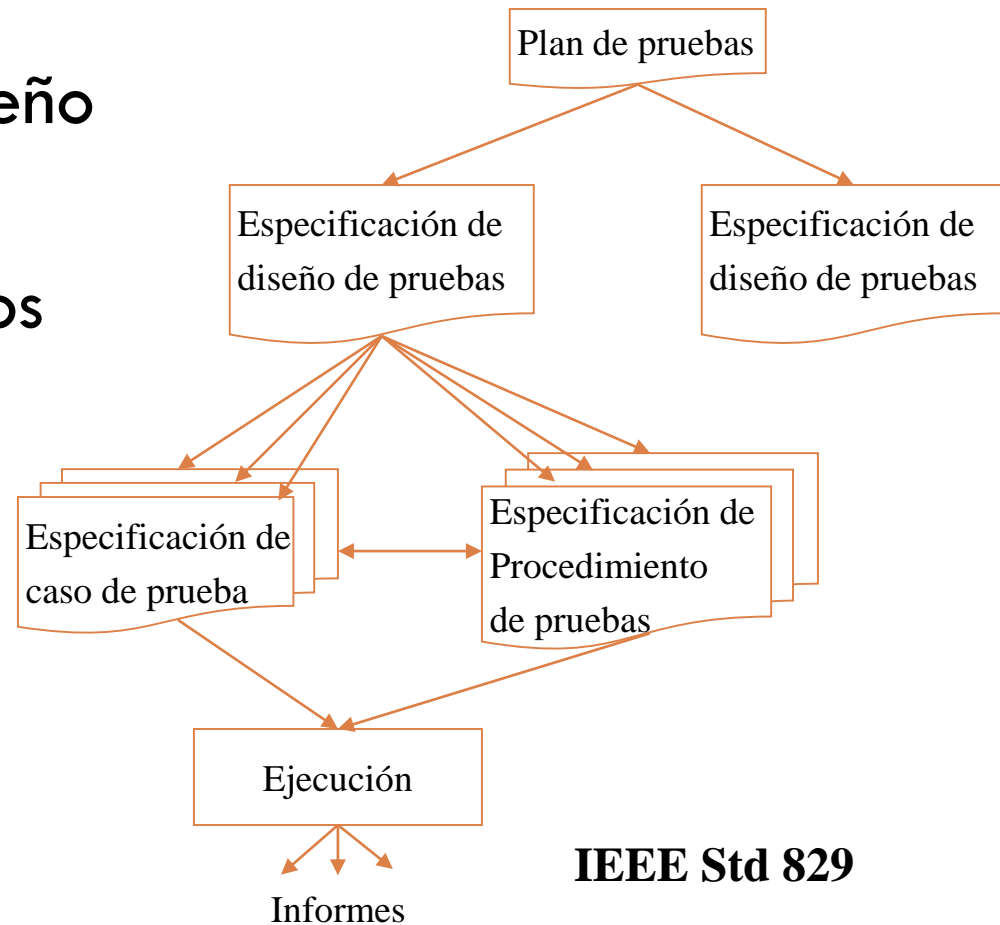 Plan de pruebas
eño
Especificación de
diseño de pruebas
Especificación de
diseño de pruebas
os
Especificación de
caso de prueba
Especificación de
Procedimiento
de pruebas
Ejecución
IEEE Std 829
Informes